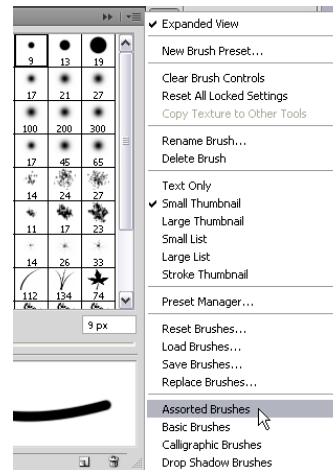 9 13 19
17 21 27
100 200 300
17 45 65
14 24 27
11 17 23
14 26 33
112 134 74
9 px
Expanded View
New Brush Preset...
Clear Brush Controls
Reset All Locked Settings
Copy Texture to Other Tools
Rename Brush...
Delete Brush
Text Only
Small Thumbnail
Large Thumbnail
Small List
Large List
Stroke Thumbnail
Preset Manager...
Reset Brushes...
Load Brushes...
Save Brushes...
Replace Brushes...
Assorted Brushes
Basic Brushes
Calligraphic Brushes
Drop Shadow Brushes